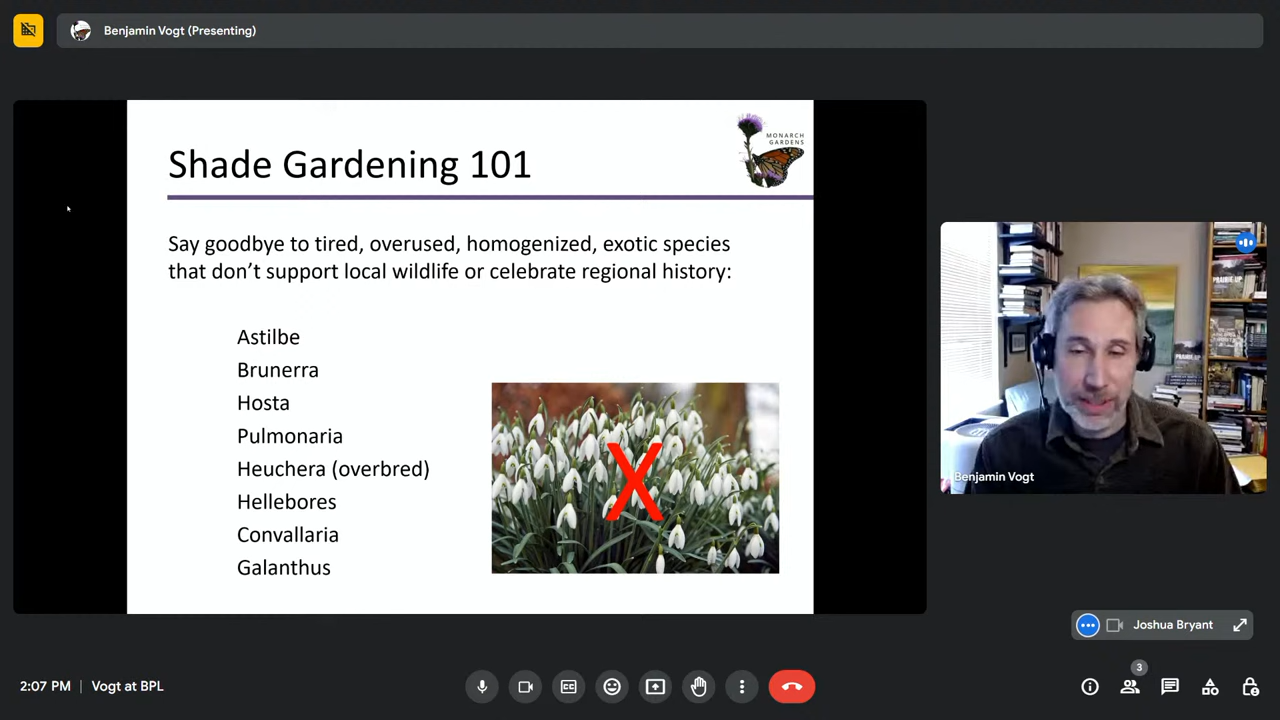 Benjamin Vogt (Presenting)
MONARCH
GARDENS
Shade Gardening 101
Say goodbye to tired, overused, homogenized, exotic species
that don't support local wildlife or celebrate regional history:
Astilbe
Brunerra
Hosta
Pulmonaria
Heuchera (overbred)
Hellebores
Convallaria
Galanthus
X
PRAIRIE UP
Benjamin Vogt
Joshua Bryant
3
2:07 PM | Vogt at BPL